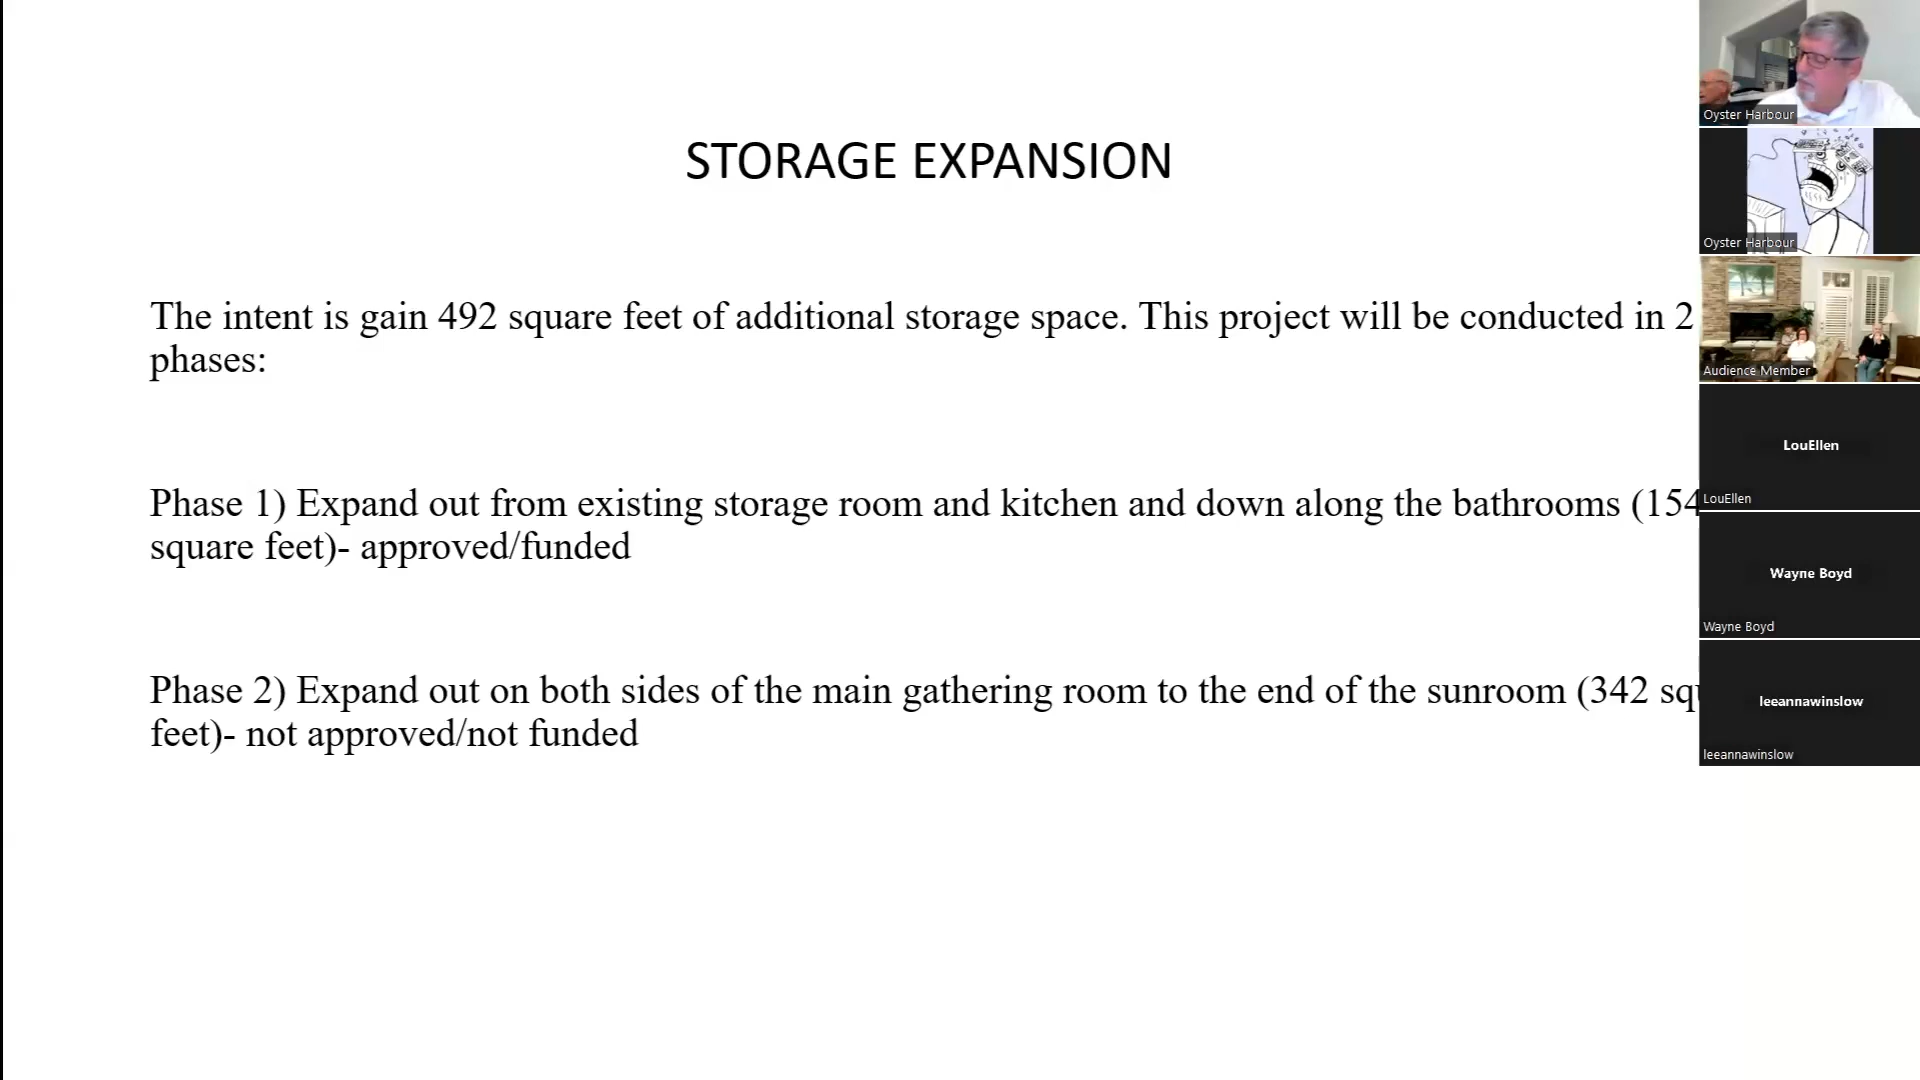 STORAGE EXPANSION
The intent is gain 492 square feet of additional storage space. This project will be conducted in 2
phases:
Phase 1) Expand out from existing storage room and kitchen and down along the bathrooms (154
square feet)- approved/funded
Phase 2) Expand out on both sides of the main gathering room to the end of the sunroom (342
feet)- not approved/not funded
Oyster Harbour
Oyster Harbour
Audience Member
LouEllen
LouEllen
Wayne Boyd
Wayne Boyd
leeannawinslow
leeannawinslow